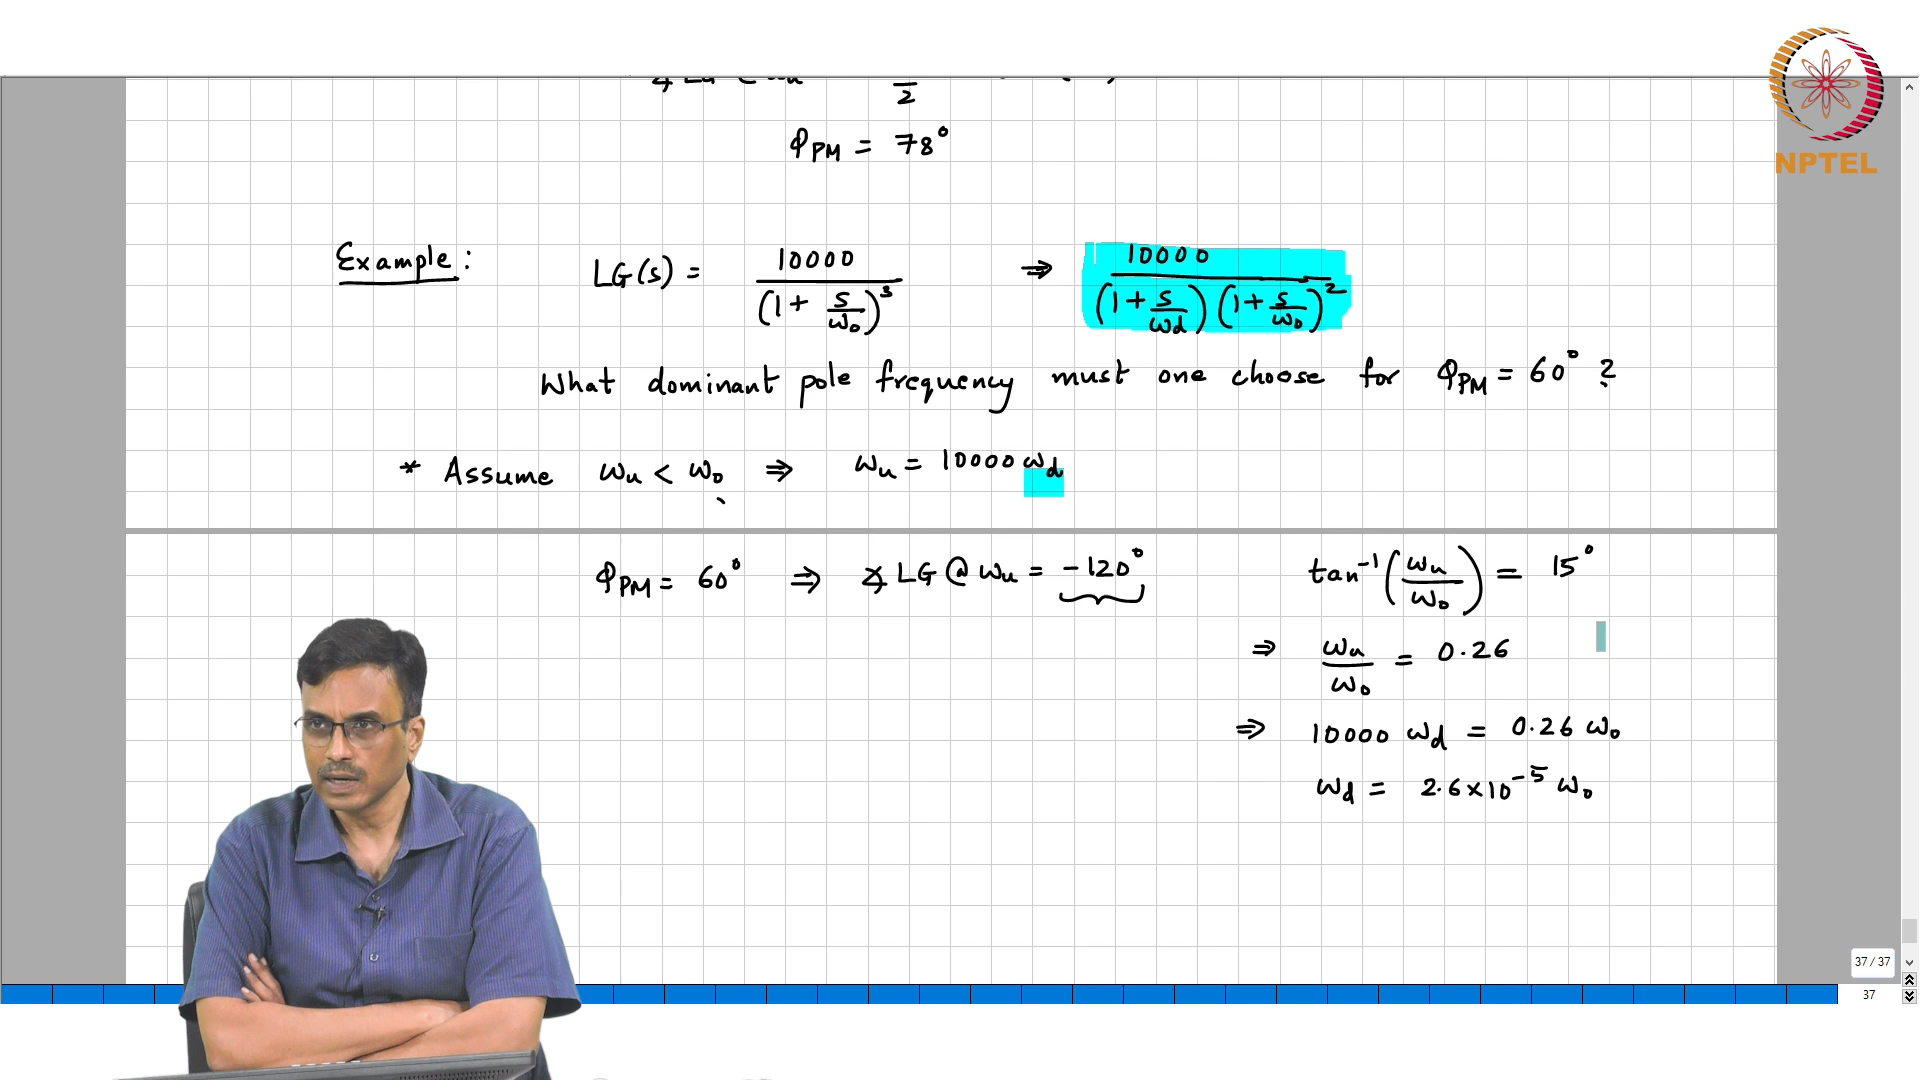 NPTEL
2
φPM = 78°
Example: LG(s) = 10000 / (1 + s/ω₀)³ ⇒ 10000 / (1 + s/ωd)(1 + s/ω₀)²
What dominant pole frequency must one choose for φPM = 60° ?
* Assume ωu < ω₀ ⇒ ωu = 10000 ωd
φPM = 60° ⇒ ∡ LG @ ωu = -120°
tan⁻¹(ωu/ω₀) = 15°
⇒ ωu/ω₀ = 0.26
⇒ 10000 ωd = 0.26 ω₀
ωd = 2.6×10⁻⁵ ω₀
37 / 37
37